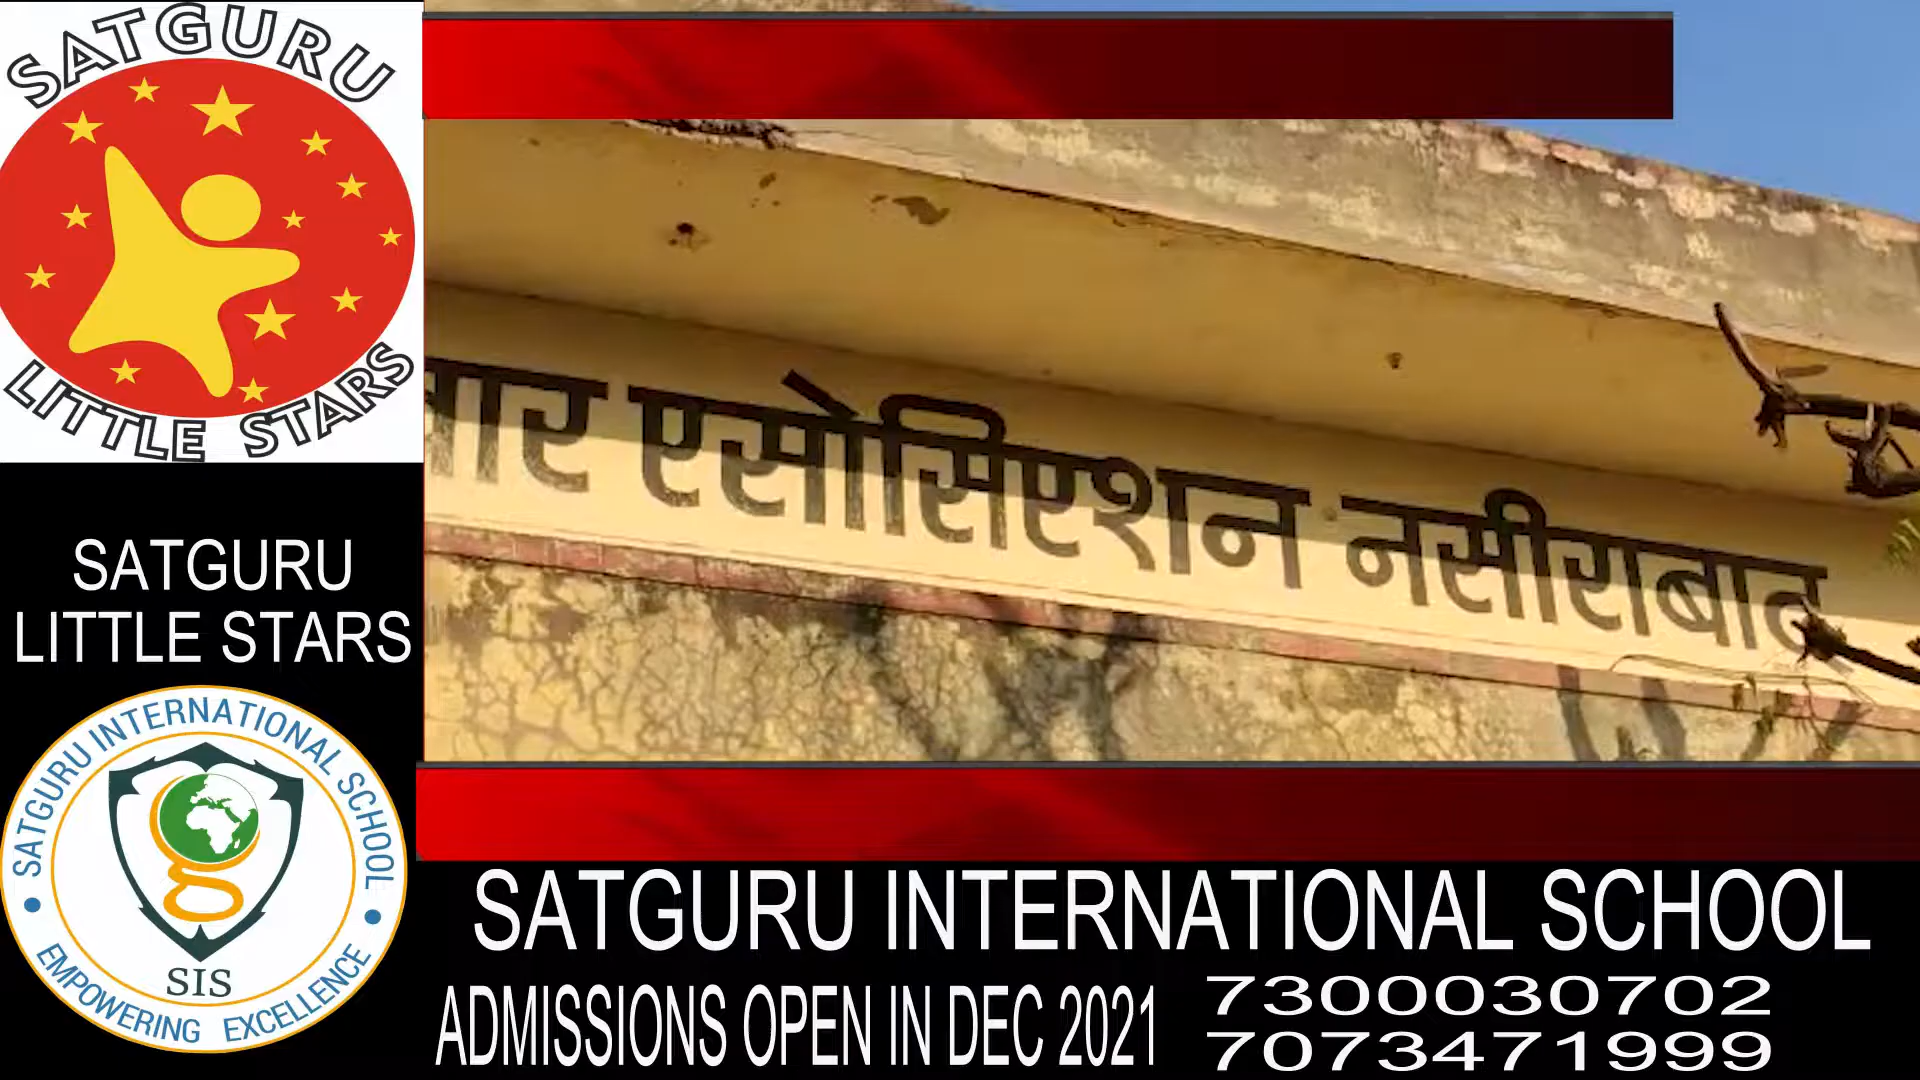 SATGURU
LITTLE STARS
बार एसोसिएशन नसीराबाद
SATGURU
LITTLE STARS
SATGURU INTERNATIONAL SCHOOL
SIS
EMPOWERING EXCELLENCE
SATGURU INTERNATIONAL SCHOOL
ADMISSIONS OPEN IN DEC 2021
7300030702
7073471999